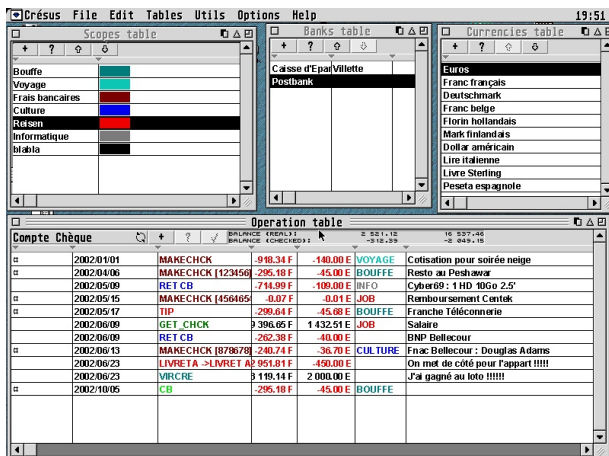 Crésus File Edit Tables Utils Options Help 19:51
Scopes table
+ ?
Bouffe
Voyage
Frais bancaires
Culture
Reisen
Informatique
blabla
Banks table
+ ?
Caisse d'Epar Villette
Postbank
Currencies table
+ ?
Euros
Franc français
Deutschmark
Franc belge
Florin hollandais
Mark finlandais
Dollar américain
Lire italienne
Livre Sterling
Peseta espagnole
Operation table
Compte Chèque + ? BALANCE (REAL): 2 521.12 16 537.46
BALANCE (CHECKED): -312.39 -2 049.15
2002/01/01 MAKECHCK -918.34 F -140.00 E VOYAGE Cotisation pour soirée neige
2002/04/06 MAKECHCK [123456] -295.18 F -45.00 E BOUFFE Resto au Peshawar
2002/05/09 RET CB -714.99 F -109.00 E INFO Cyber69 : 1 HD 10Go 2.5'
2002/05/15 MAKECHCK [456465 -0.07 F -0.01 E JOB Remboursement Centek
2002/05/17 TIP -299.64 F -45.68 E BOUFFE Franche Téléconnerie
2002/06/09 GET_CHCK 9 396.65 F 1 432.51 E JOB Salaire
2002/06/09 RET CB -262.38 F -40.00 E BNP Bellecour
2002/06/13 MAKECHCK [878678] -240.74 F -36.70 E CULTURE Fnac Bellecour : Douglas Adams
2002/06/23 LIVRET A ->LIVRET A 2 951.81 F -450.00 E On met de côté pour l'appart !!!!!
2002/06/23 VIRCRE 3 119.14 F 2 000.00 E J'ai gagné au loto !!!!!!
2002/10/05 CB -295.18 F -45.00 E BOUFFE